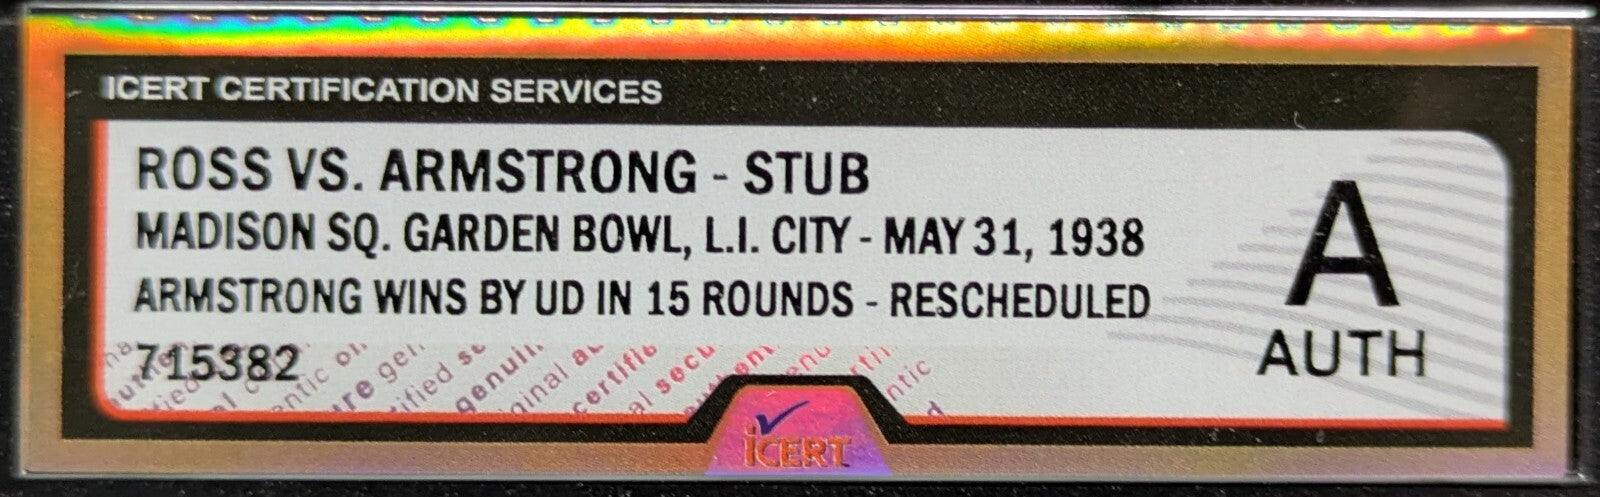 ICERT CERTIFICATION SERVICES
ROSS VS. ARMSTRONG - STUB
MADISON SQ. GARDEN BOWL, L.I. CITY - MAY 31, 1938
ARMSTRONG WINS BY UD IN 15 ROUNDS - RESCHEDULED
715382
A
AUTH
iCERT